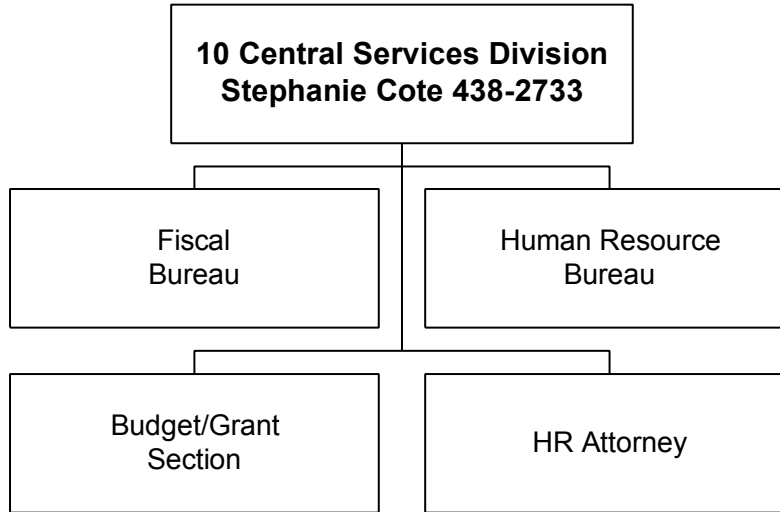 10 Central Services Division
Stephanie Cote 438-2733
Fiscal
Bureau
Human Resource
Bureau
Budget/Grant
Section
HR Attorney